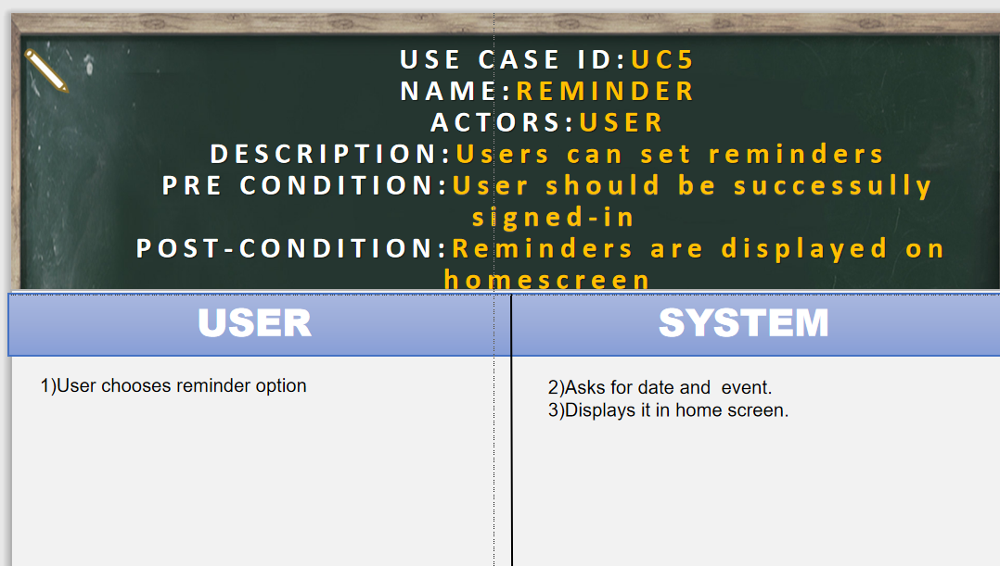 USE CASE ID:UC5
NAME:REMINDER
ACTORS:USER
DESCRIPTION:Users can set reminders
PRE CONDITION:User should be successully
signed-in
POST-CONDITION:Reminders are displayed on
homescreen
USER
SYSTEM
1)User chooses reminder option
2)Asks for date and  event.
3)Displays it in home screen.